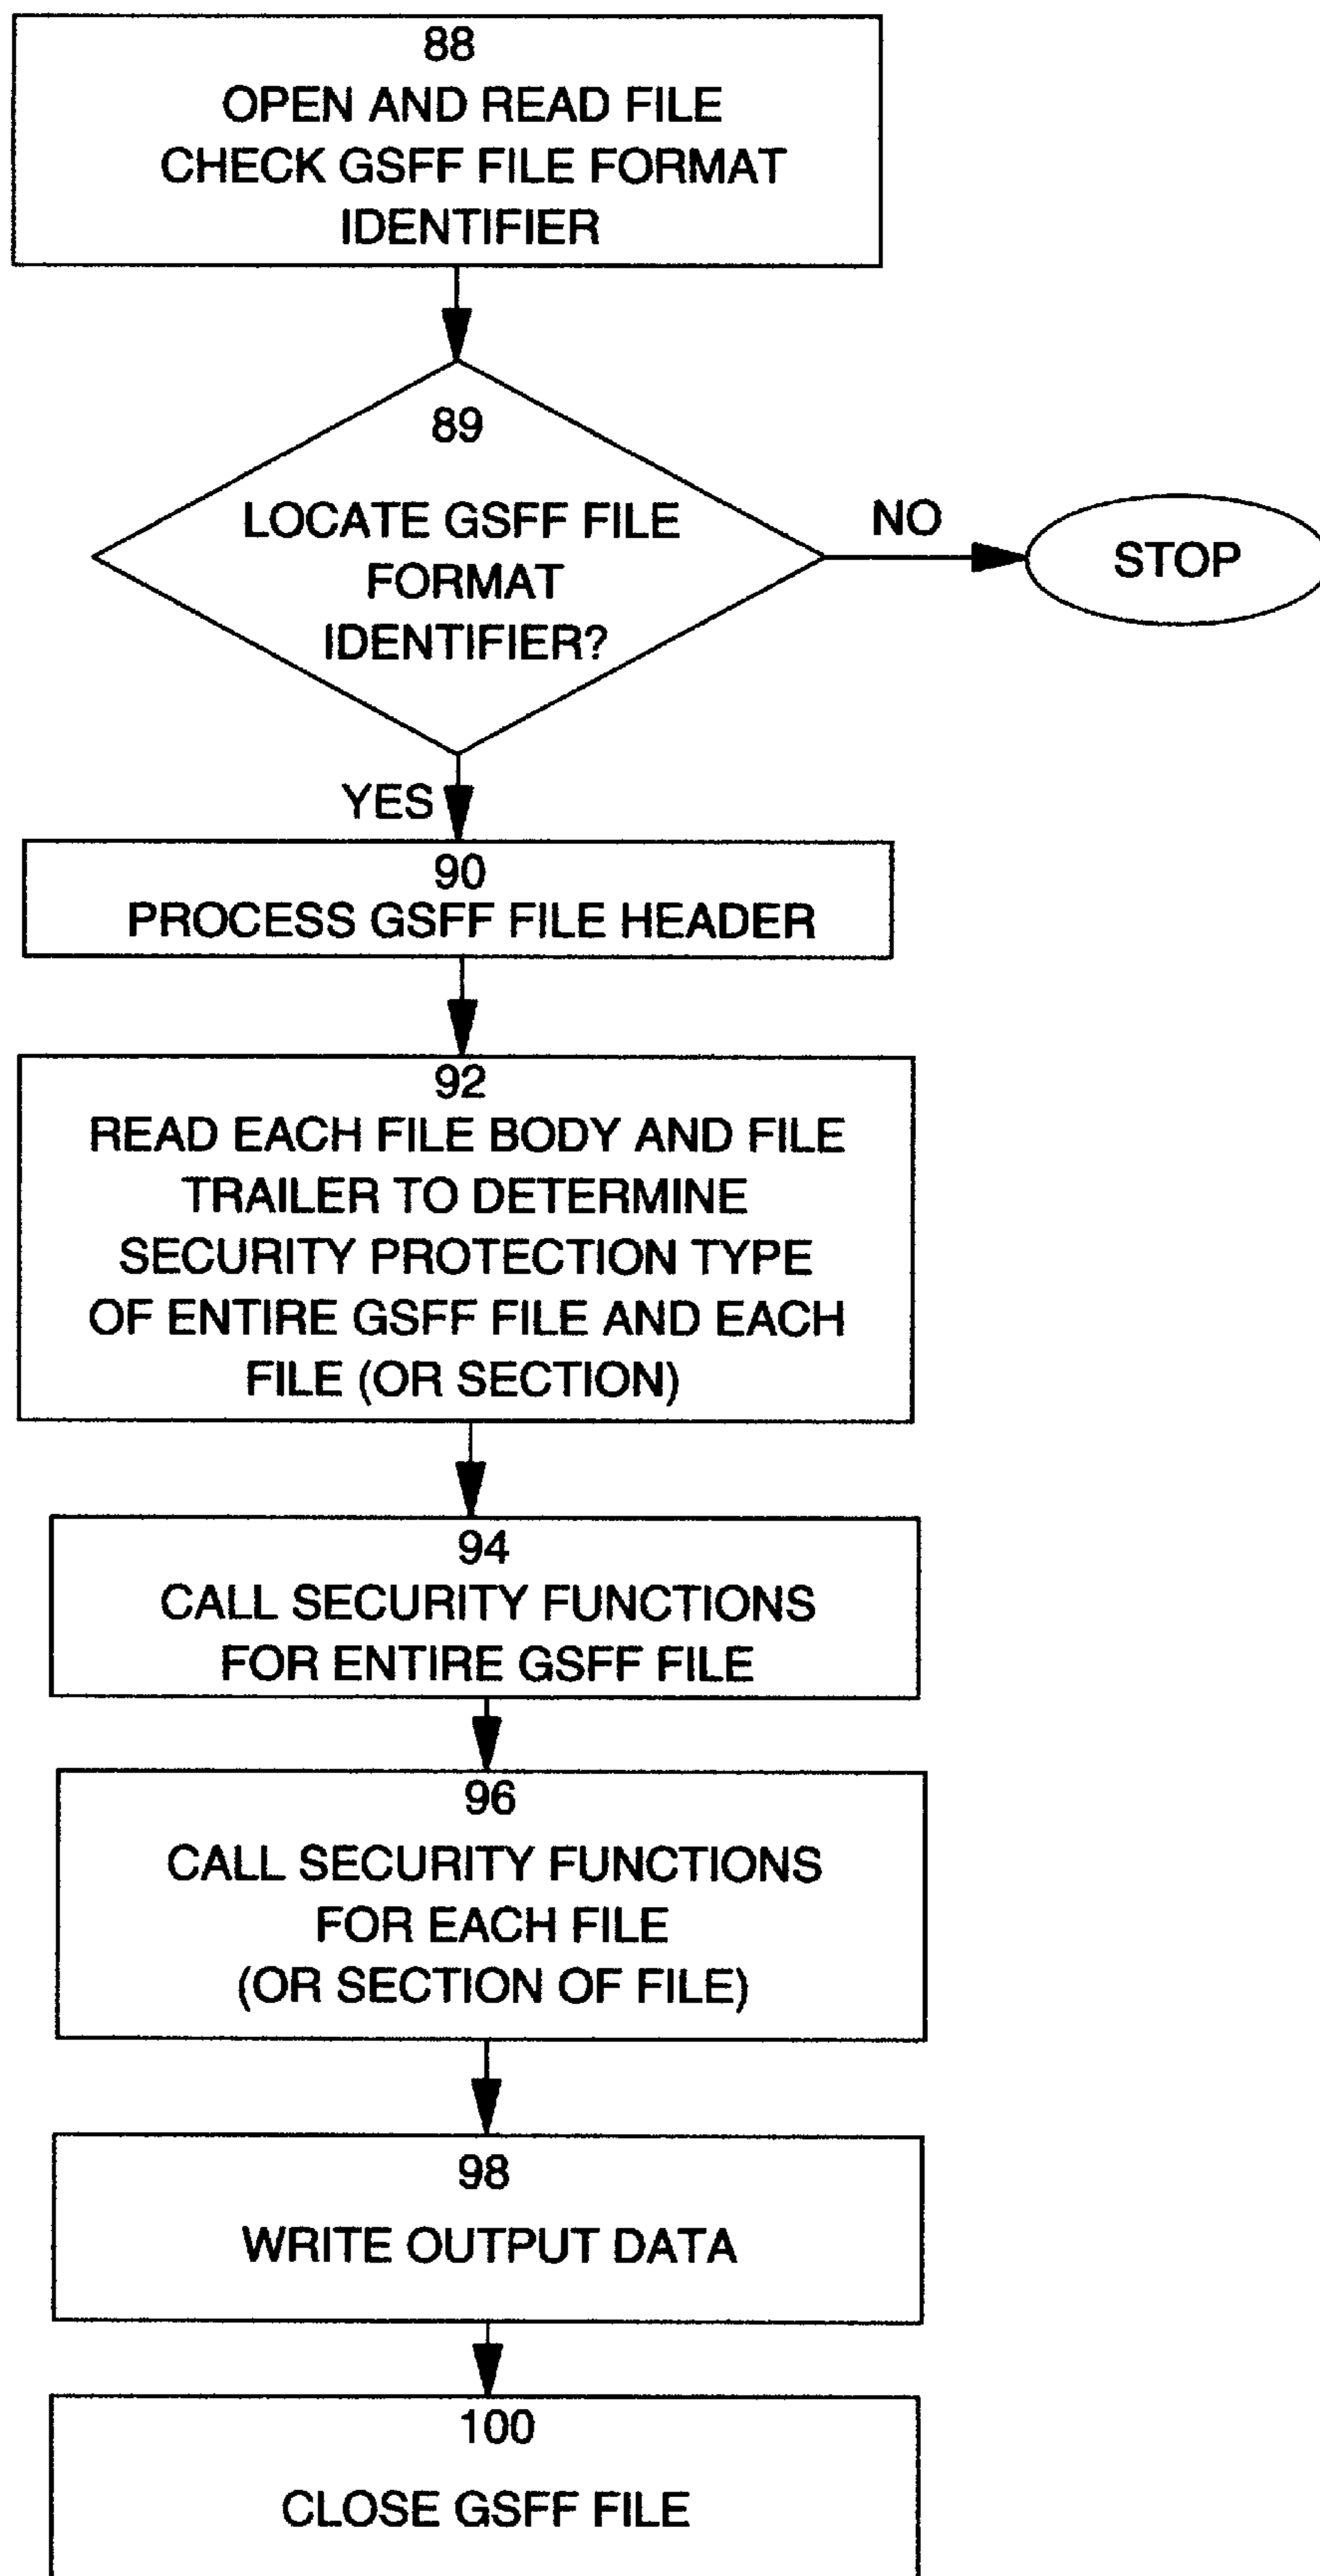 88
OPEN AND READ FILE
CHECK GSFF FILE FORMAT
IDENTIFIER
89
LOCATE GSFF FILE
FORMAT
IDENTIFIER?
NO
STOP
YES
90
PROCESS GSFF FILE HEADER
92
READ EACH FILE BODY AND FILE
TRAILER TO DETERMINE
SECURITY PROTECTION TYPE
OF ENTIRE GSFF FILE AND EACH
FILE (OR SECTION)
94
CALL SECURITY FUNCTIONS
FOR ENTIRE GSFF FILE
96
CALL SECURITY FUNCTIONS
FOR EACH FILE
(OR SECTION OF FILE)
98
WRITE OUTPUT DATA
100
CLOSE GSFF FILE